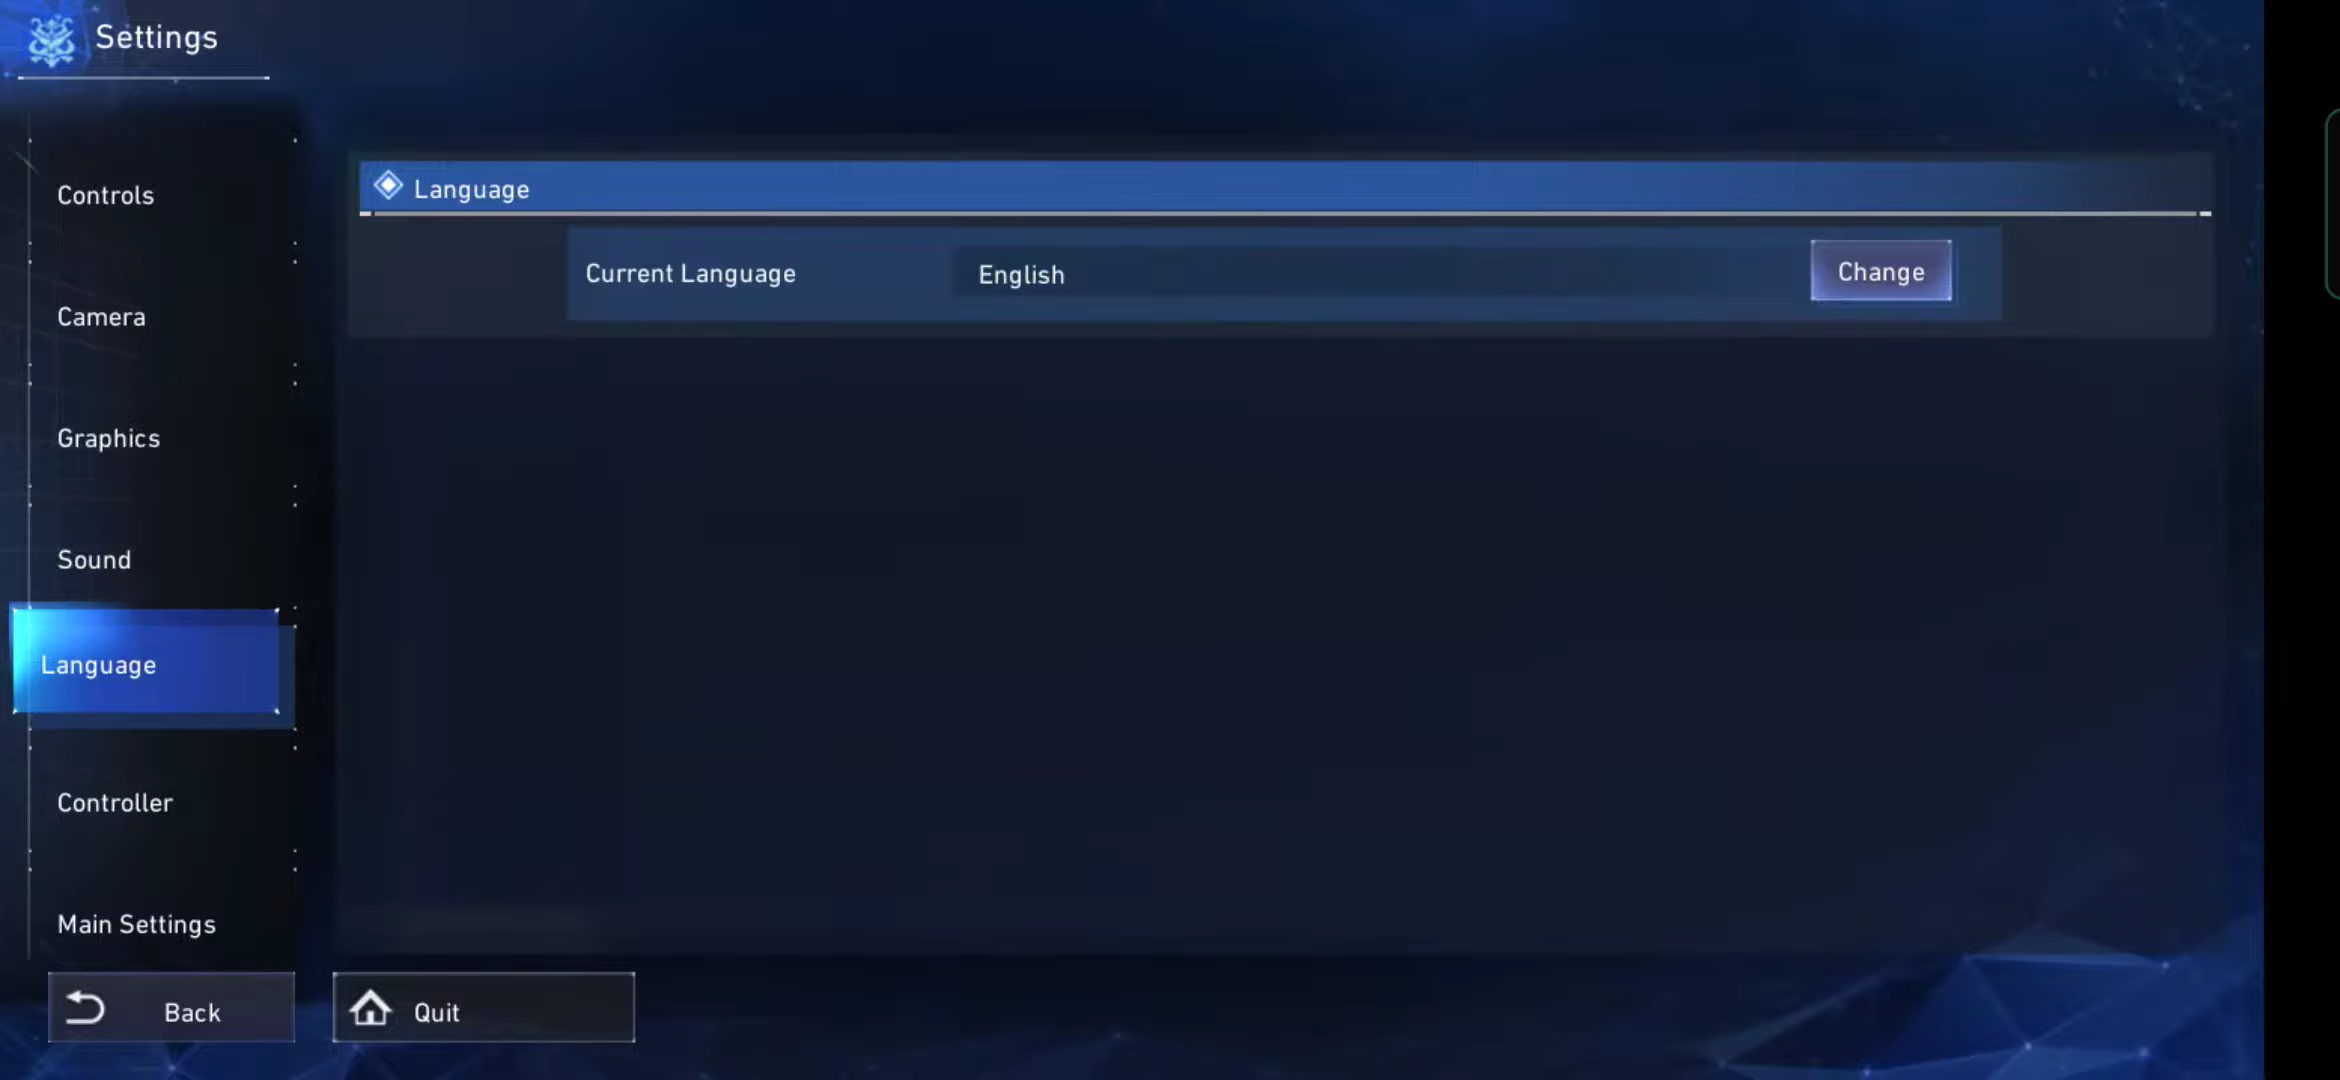 Settings
Controls
Camera
Graphics
Sound
Language
Controller
Main Settings
Language
Current Language English Change
Back
Quit